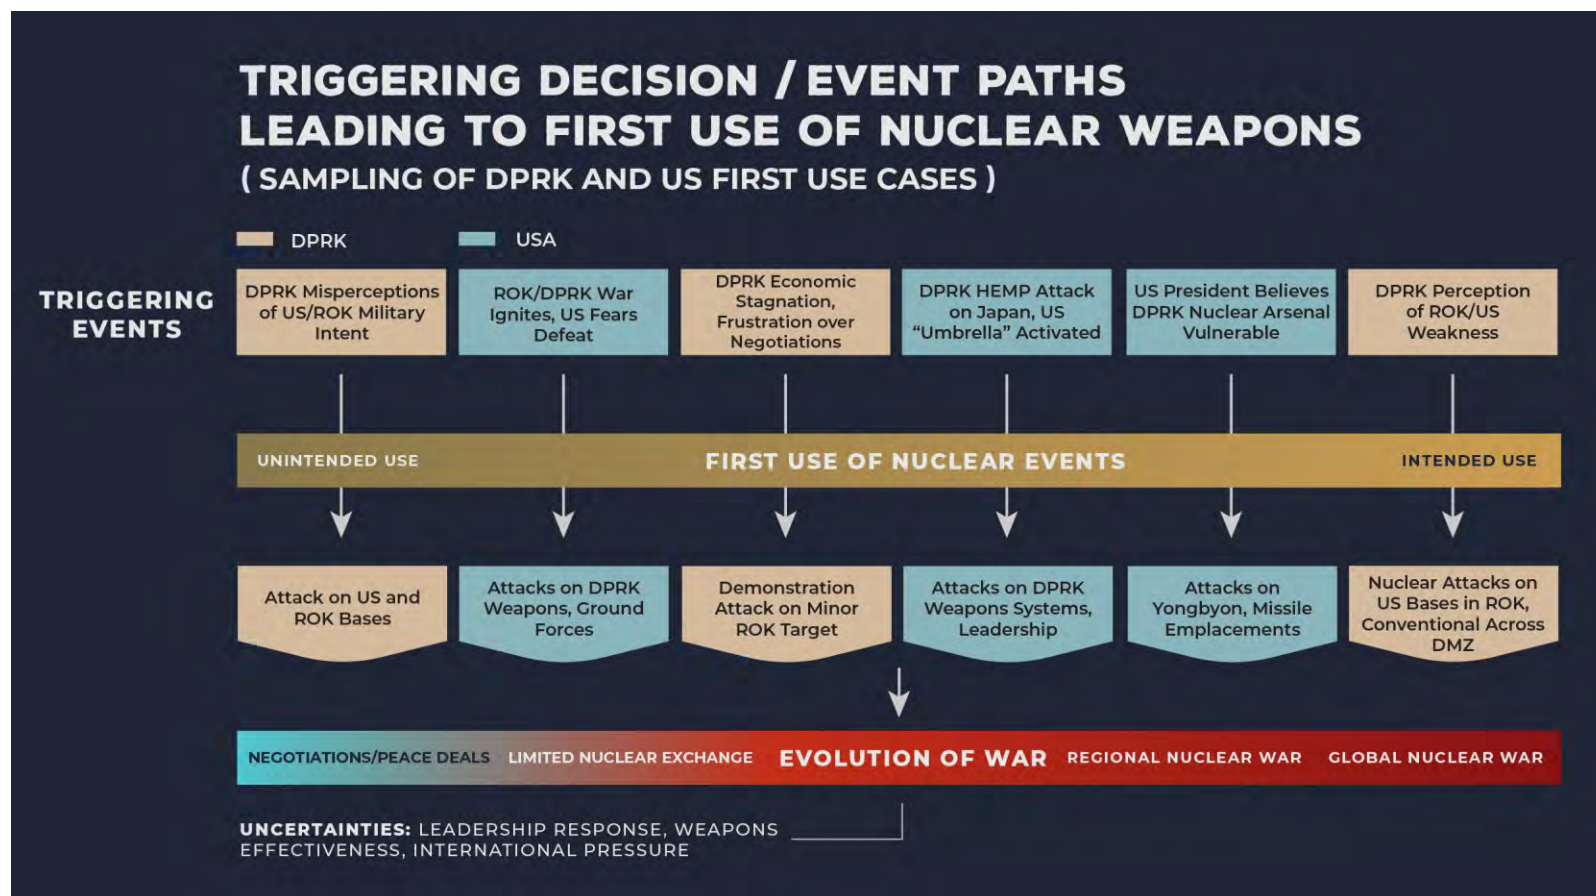 TRIGGERING DECISION / EVENT PATHS
LEADING TO FIRST USE OF NUCLEAR WEAPONS
( SAMPLING OF DPRK AND US FIRST USE CASES )
DPRK
USA
TRIGGERING
EVENTS
DPRK Misperceptions
of US/ROK Military
Intent
ROK/DPRK War
Ignites, US Fears
Defeat
DPRK Economic
Stagnation,
Frustration over
Negotiations
DPRK HEMP Attack
on Japan, US
“Umbrella” Activated
US President Believes
DPRK Nuclear Arsenal
Vulnerable
DPRK Perception
of ROK/US
Weakness
UNINTENDED USE
FIRST USE OF NUCLEAR EVENTS
INTENDED USE
Attack on US and
ROK Bases
Attacks on DPRK
Weapons, Ground
Forces
Demonstration
Attack on Minor
ROK Target
Attacks on DPRK
Weapons Systems,
Leadership
Attacks on
Yongbyon, Missile
Emplacements
Nuclear Attacks on
US Bases in ROK,
Conventional Across
DMZ
NEGOTIATIONS/PEACE DEALS
LIMITED NUCLEAR EXCHANGE
EVOLUTION OF WAR
REGIONAL NUCLEAR WAR
GLOBAL NUCLEAR WAR
UNCERTAINTIES: LEADERSHIP RESPONSE, WEAPONS
EFFECTIVENESS, INTERNATIONAL PRESSURE